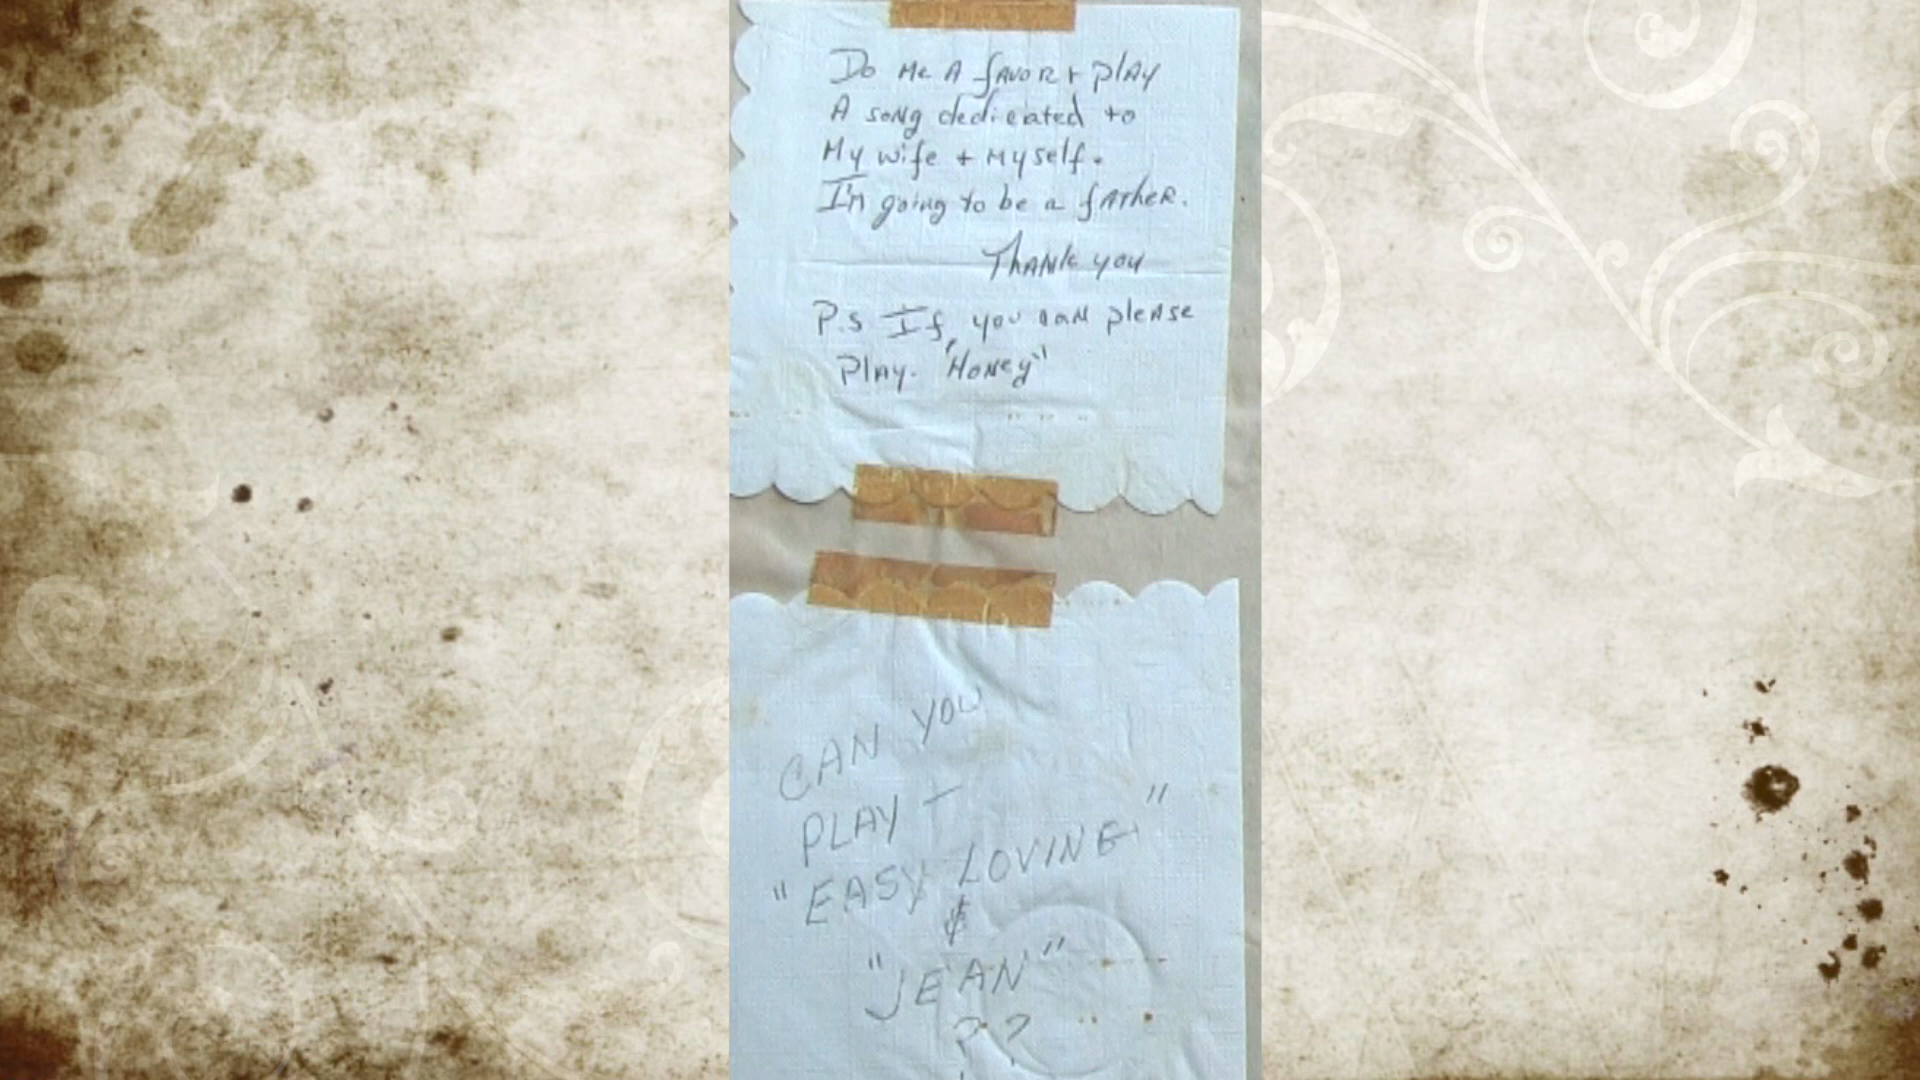 Do Me A favor + play
A song dedicated to
My wife + Myself.
I'm going to be a father.
Thank you
P.S If you can please
Play. "Honey"
CAN YOU
PLAY —
"EASY LOVING"
&
"JEAN"
??